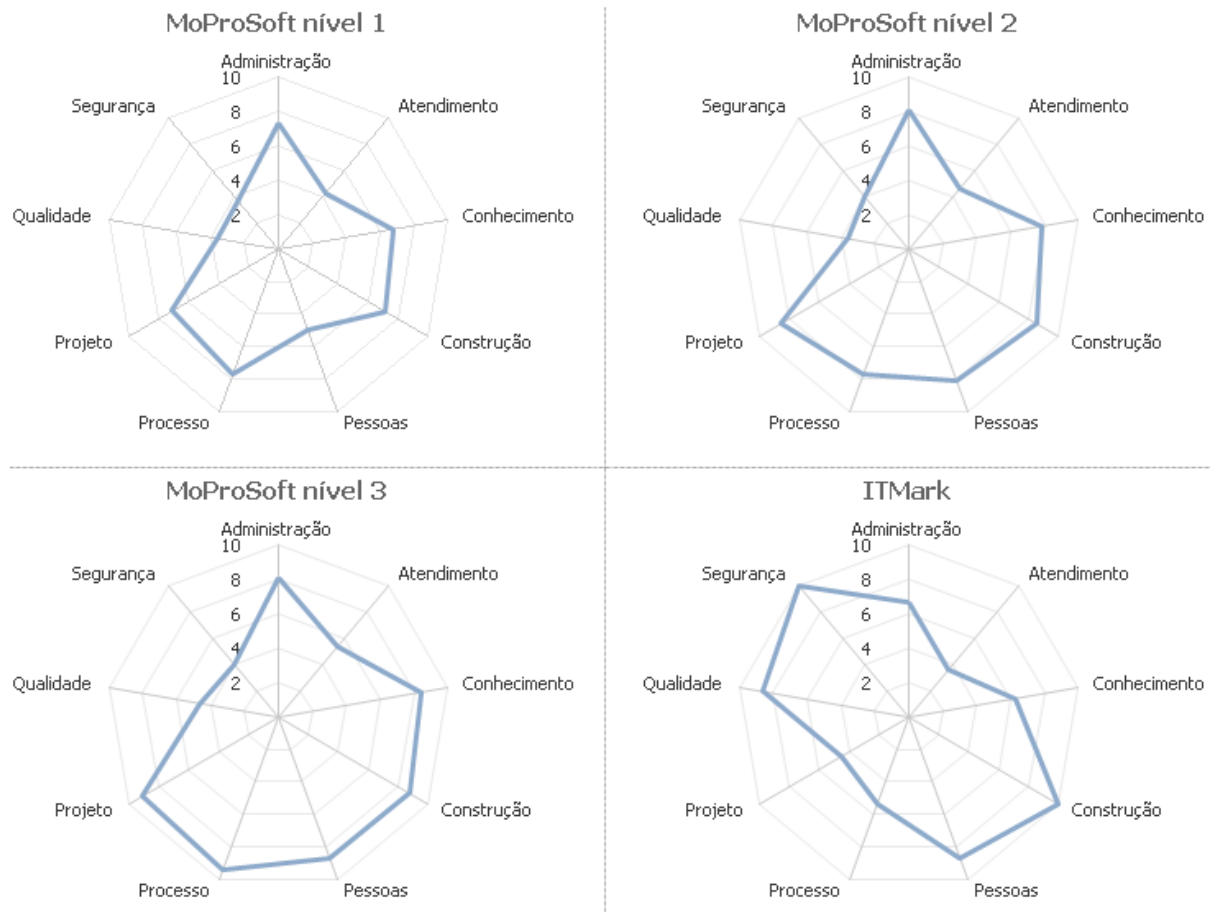 MoProSoft nível 1
Administração
10
8
6
4
2
Atendimento
Conhecimento
Construção
Pessoas
Processo
Projeto
Qualidade
Segurança
MoProSoft nível 2
Administração
10
8
6
4
2
Atendimento
Conhecimento
Construção
Pessoas
Processo
Projeto
Qualidade
Segurança
MoProSoft nível 3
Administração
10
8
6
4
2
Atendimento
Conhecimento
Construção
Pessoas
Processo
Projeto
Qualidade
Segurança
ITMark
Administração
10
8
6
4
2
Atendimento
Conhecimento
Construção
Pessoas
Processo
Projeto
Qualidade
Segurança